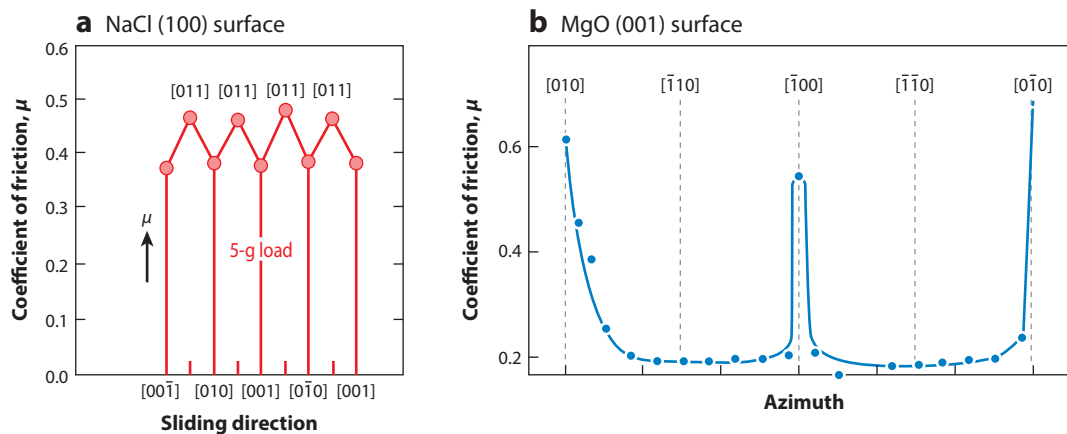 a NaCl (100) surface
Coefficient of friction, μ
0.6
0.5
0.4
0.3
0.2
0.1
0.0
[011] [011] [011] [011]
μ
5-g load
[001̄] [010] [001] [01̄0] [001]
Sliding direction
b MgO (001) surface
Coefficient of friction, μ
0.6
0.4
0.2
[010] [1̄10] [1̄00] [1̄1̄0] [01̄0]
Azimuth